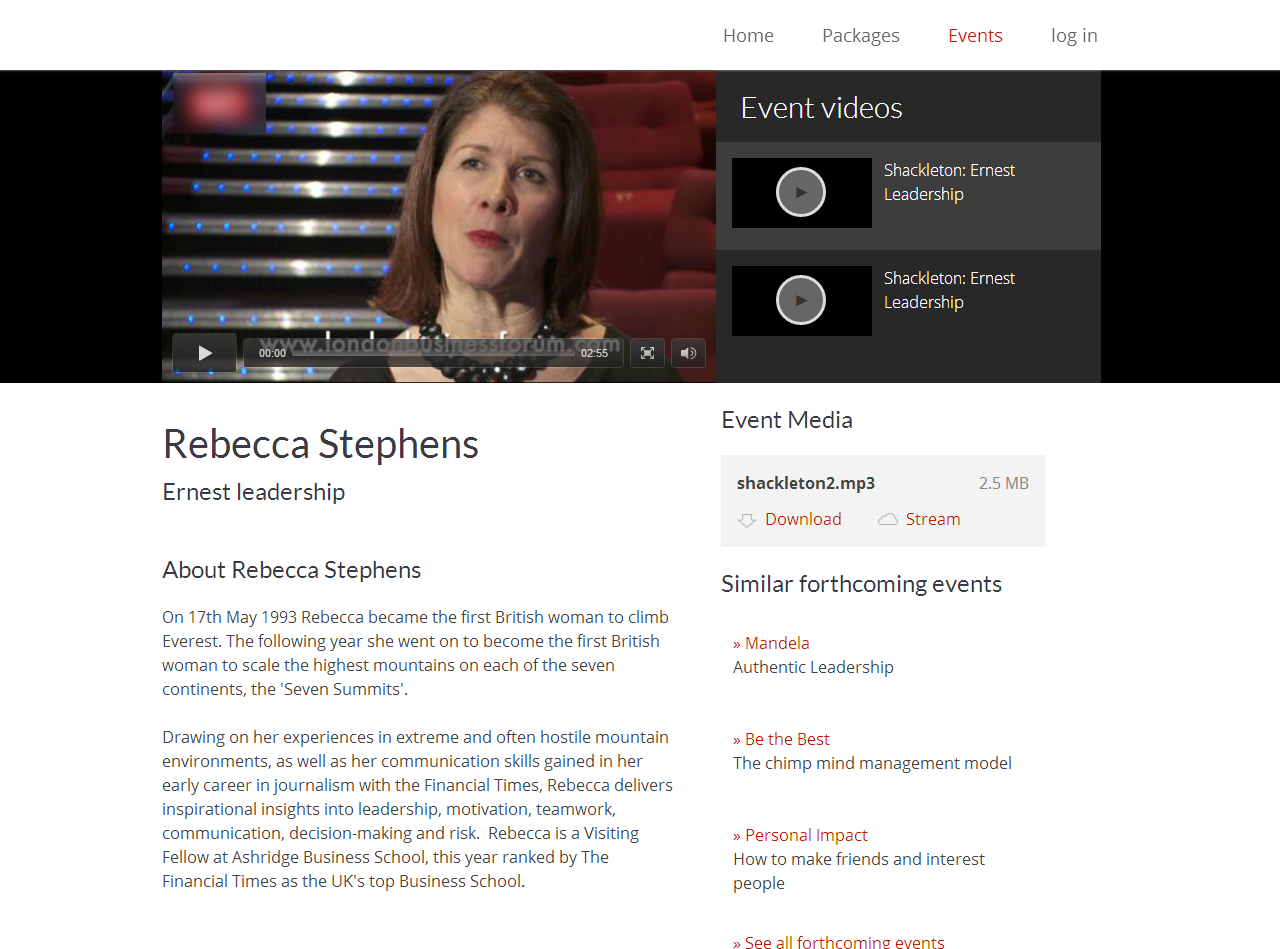 Home Packages Events log in
Event videos
Shackleton: Ernest
Leadership
Shackleton: Ernest
Leadership
www.londonbusinessforum.com
00:00 02:55
Rebecca Stephens
Ernest leadership
About Rebecca Stephens
On 17th May 1993 Rebecca became the first British woman to climb
Everest. The following year she went on to become the first British
woman to scale the highest mountains on each of the seven
continents, the 'Seven Summits'.
Drawing on her experiences in extreme and often hostile mountain
environments, as well as her communication skills gained in her
early career in journalism with the Financial Times, Rebecca delivers
inspirational insights into leadership, motivation, teamwork,
communication, decision-making and risk.  Rebecca is a Visiting
Fellow at Ashridge Business School, this year ranked by The
Financial Times as the UK's top Business School.
Event Media
shackleton2.mp3 2.5 MB
Download Stream
Similar forthcoming events
» Mandela
Authentic Leadership
» Be the Best
The chimp mind management model
» Personal Impact
How to make friends and interest
people
» See all forthcoming events